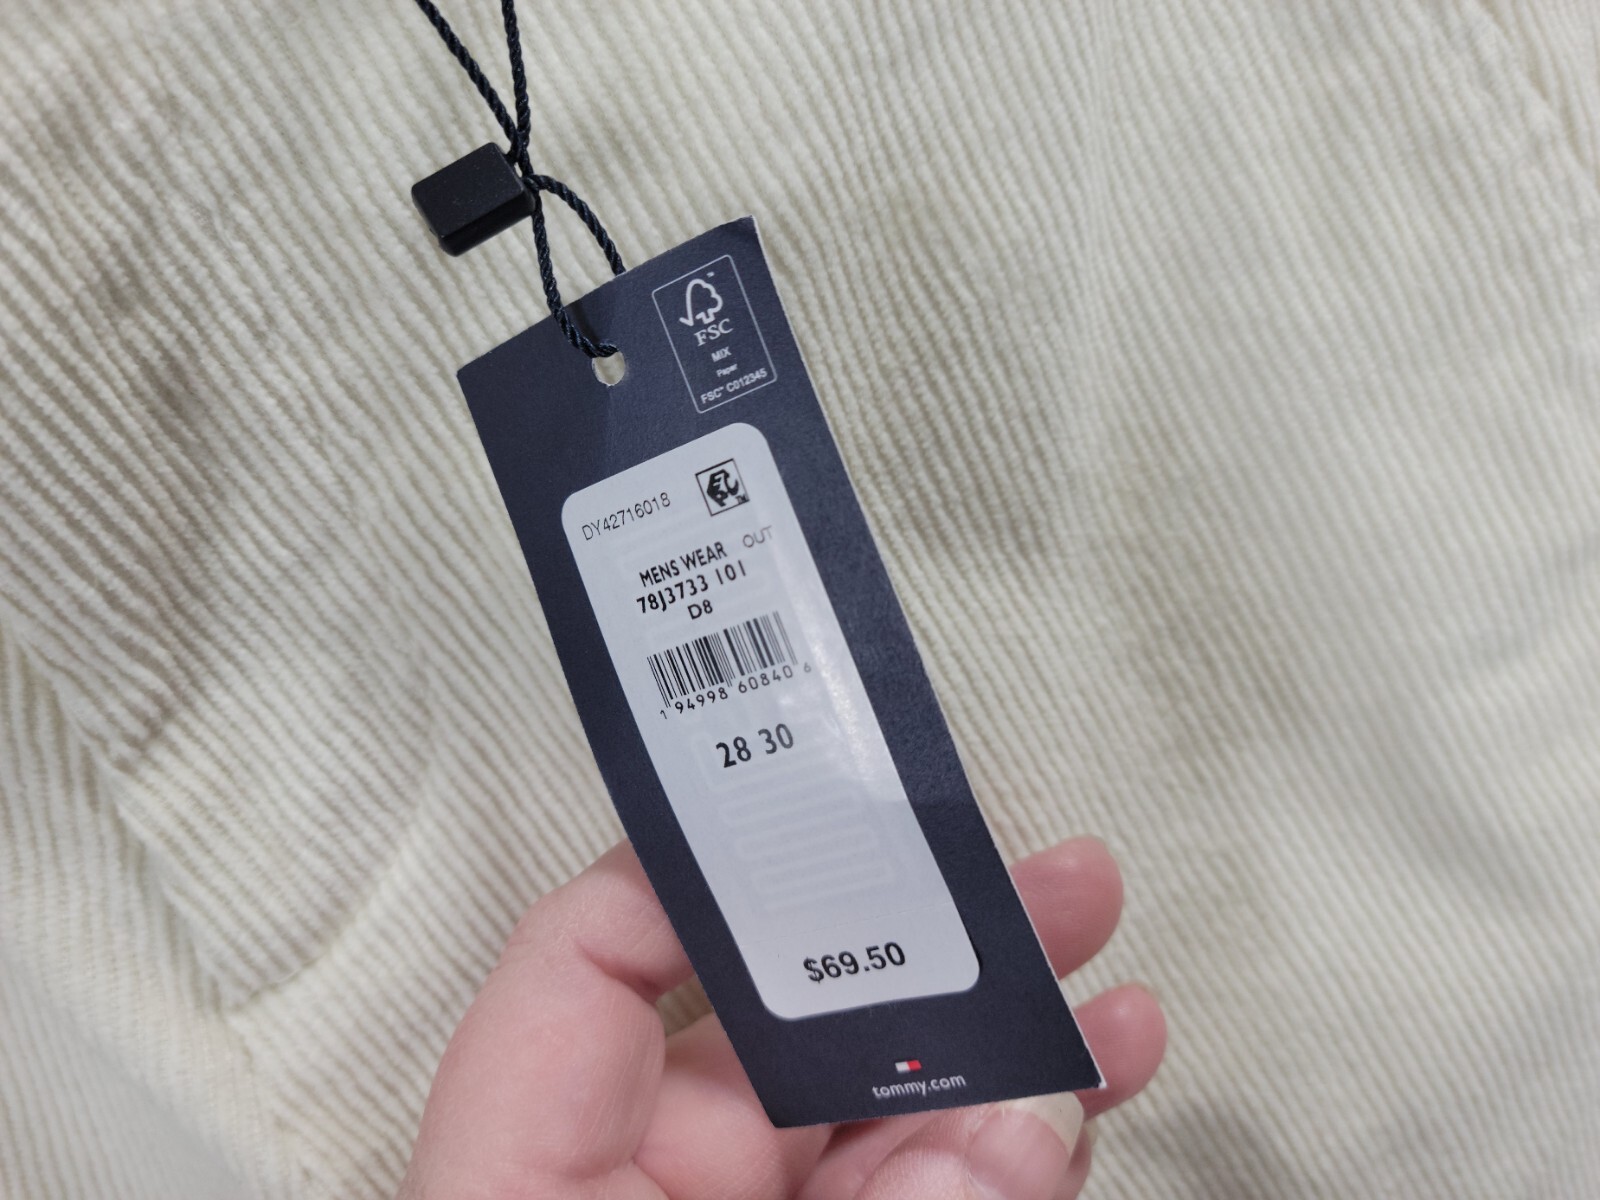 FSC™
MIX
Paper
FSC™ C012345
DY42716018
MENS WEAR OUT
78J3733 101
D8
1 94998 60840 6
28 30
$69.50
tommy.com